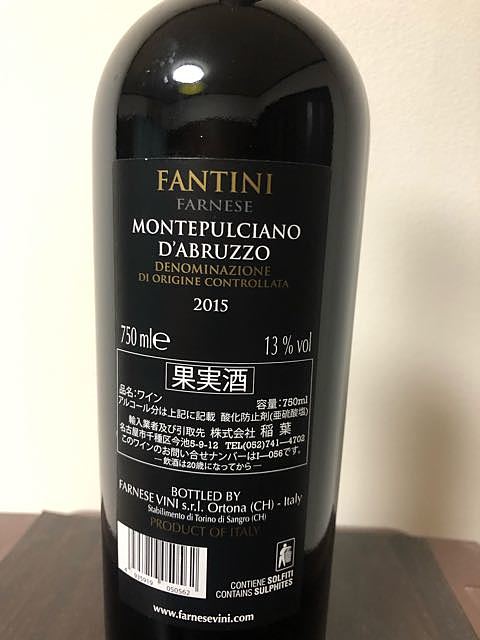 FANTINI
FARNESE
MONTEPULCIANO
D'ABRUZZO
DENOMINAZIONE
DI ORIGINE CONTROLLATA
2015
750 ml℮ 13 % vol
果実酒
品名:ワイン 容量:750ml
アルコール分は上記に記載 酸化防止剤(亜硫酸塩)
輸入業者及び引取先 株式会社 稲葉
名古屋市千種区今池5-9-12 TEL(052)741-4702
このワインのお問い合せナンバーはI-056です。
―飲酒は20歳になってから―
BOTTLED BY
FARNESE VINI s.r.l. Ortona (CH) - Italy
Stabilimento di Torino di Sangro (CH)
PRODUCT OF ITALY
4 935919 050562
CONTIENE SOLFITI
CONTAINS SULPHITES
www.farnesevini.com